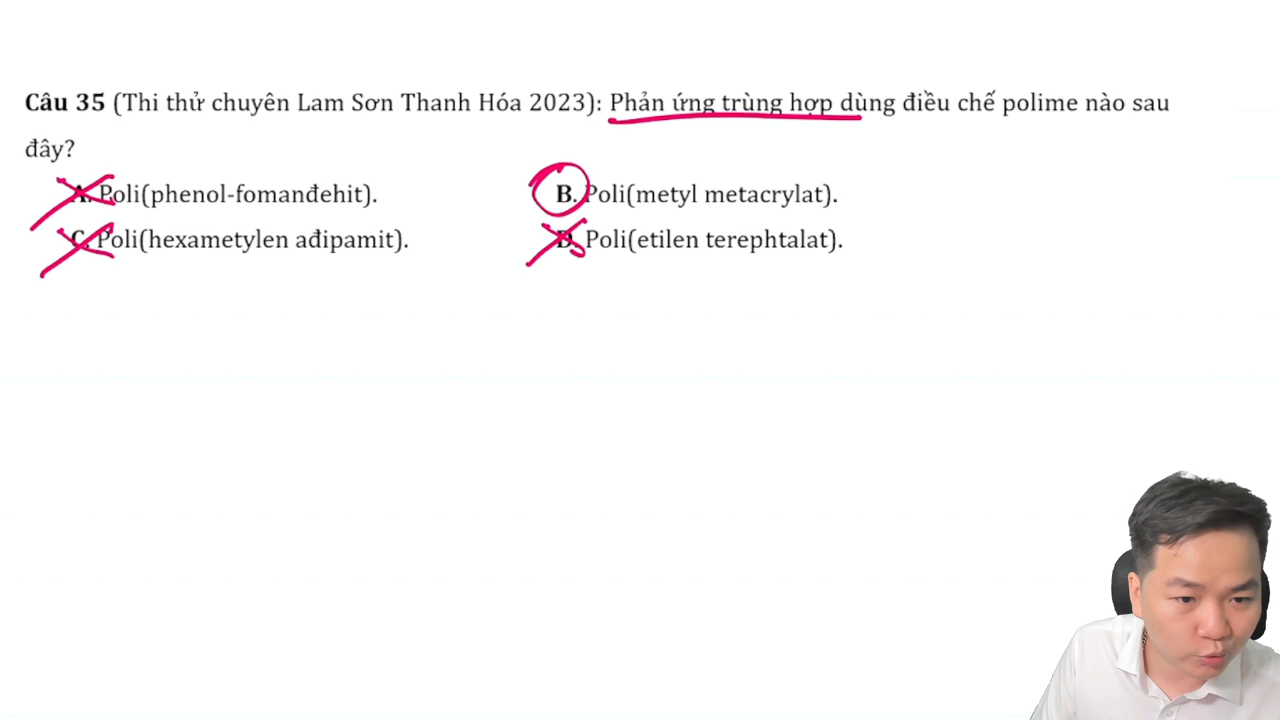 Câu 35 (Thi thử chuyên Lam Sơn Thanh Hóa 2023): Phản ứng trùng hợp dùng điều chế polime nào sau
đây?
A. Poli(phenol-fomanđehit). B. Poli(metyl metacrylat).
C. Poli(hexametylen ađipamit). D. Poli(etilen terephtalat).